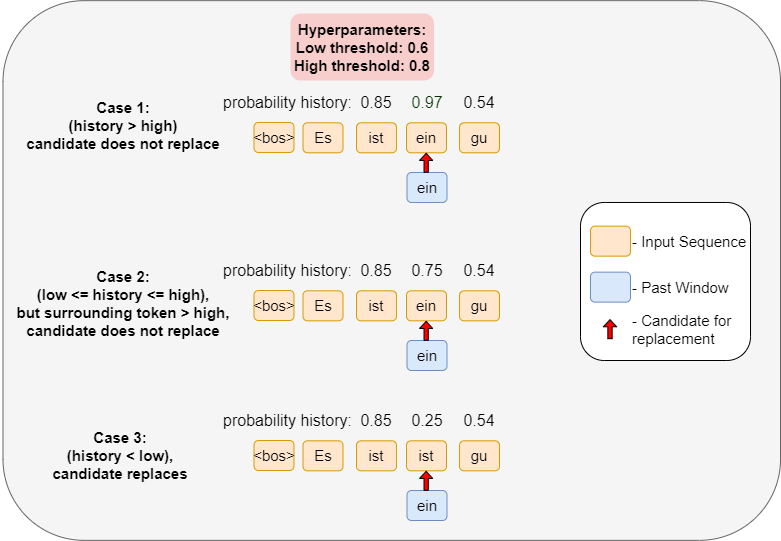 Hyperparameters:
Low threshold: 0.6
High threshold: 0.8
Case 1:
(history > high)
candidate does not replace
probability history: 0.85 0.97 0.54
<bos> Es ist ein gu
ein
Case 2:
(low <= history <= high),
but surrounding token > high,
candidate does not replace
probability history: 0.85 0.75 0.54
<bos> Es ist ein gu
ein
Case 3:
(history < low),
candidate replaces
probability history: 0.85 0.25 0.54
<bos> Es ist ist gu
ein
- Input Sequence
- Past Window
- Candidate for
replacement